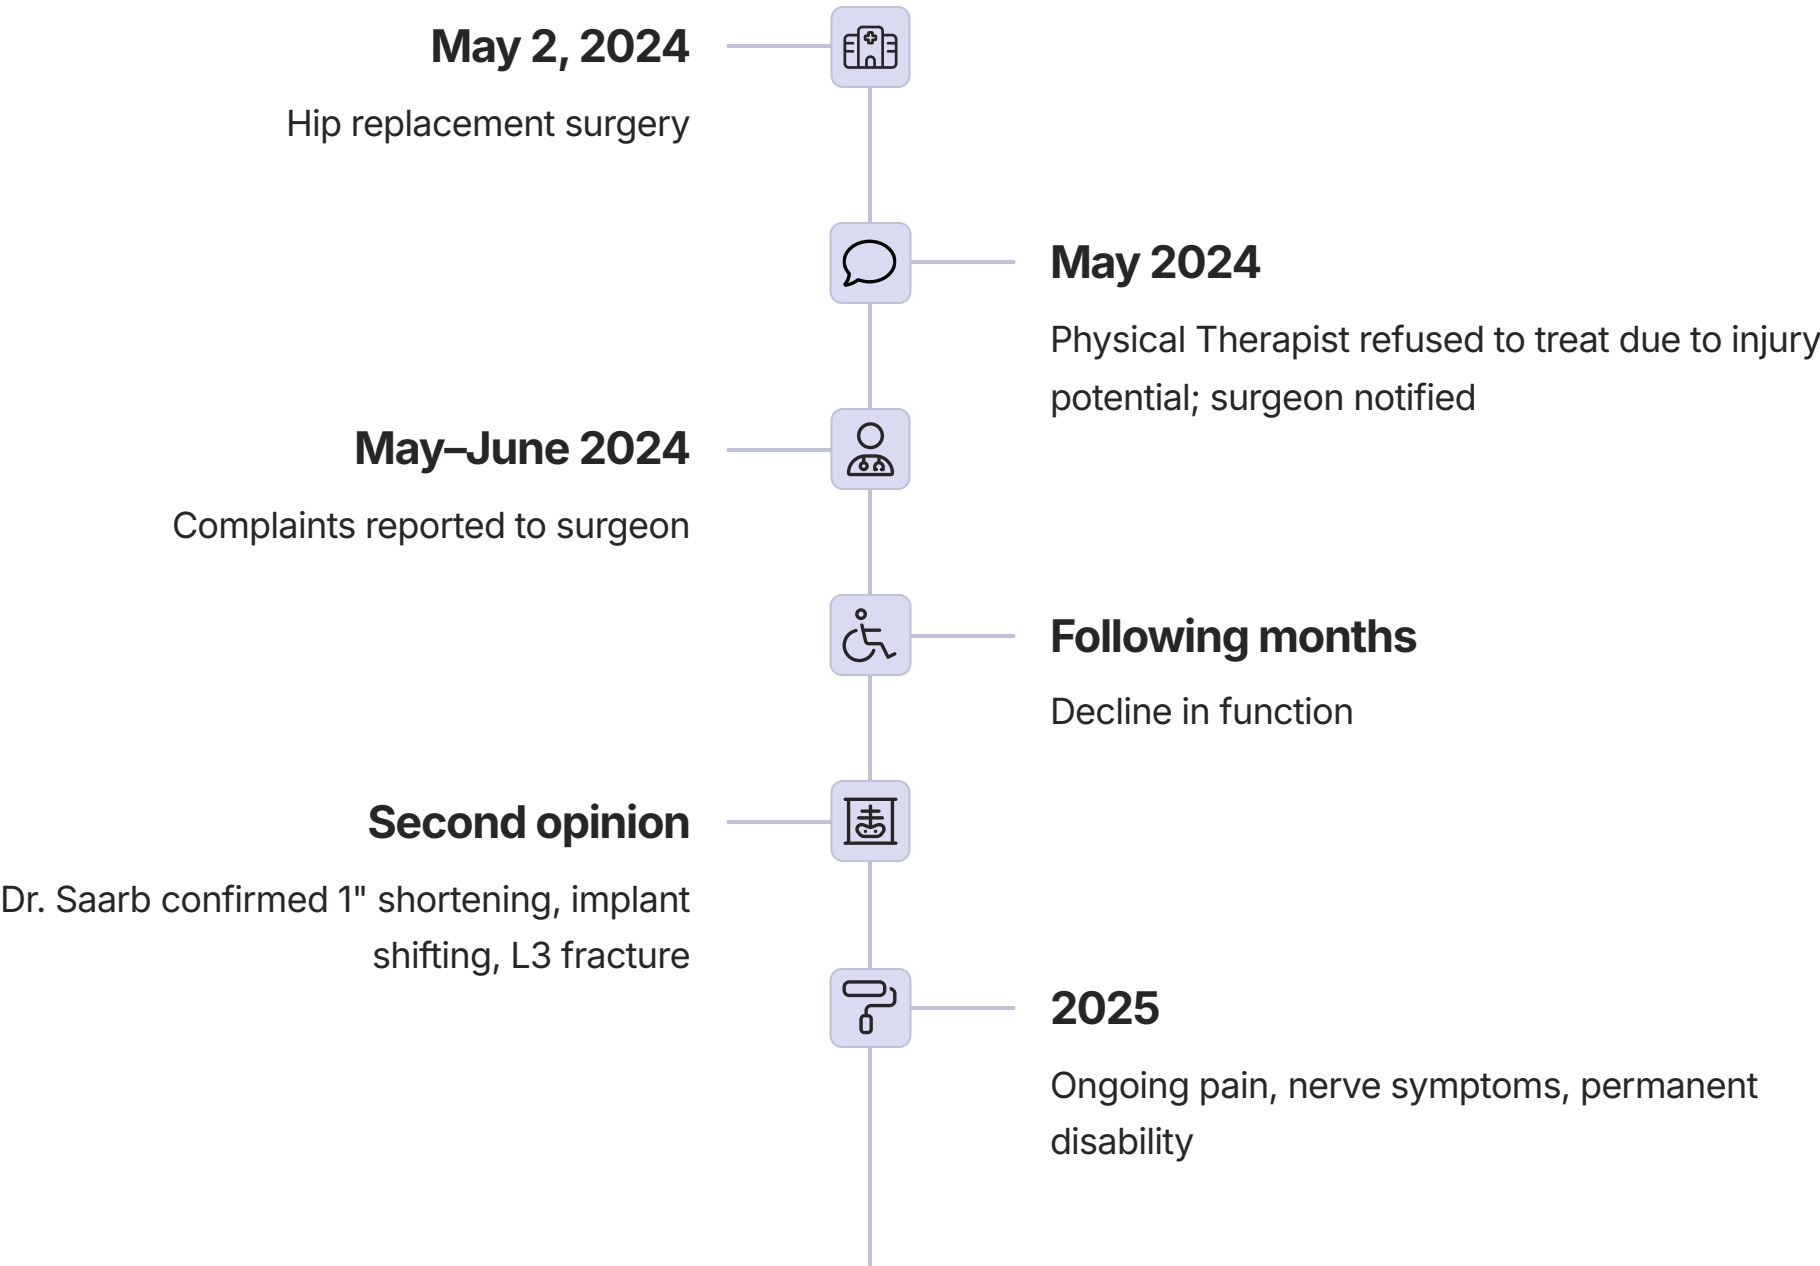 May 2, 2024
Hip replacement surgery
May 2024
Physical Therapist refused to treat due to injury
potential; surgeon notified
May–June 2024
Complaints reported to surgeon
Following months
Decline in function
Second opinion
Dr. Saarb confirmed 1" shortening, implant
shifting, L3 fracture
2025
Ongoing pain, nerve symptoms, permanent
disability